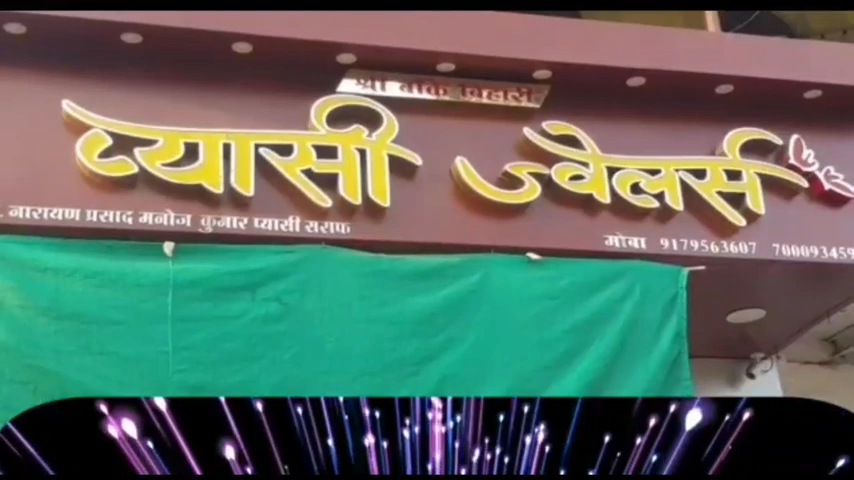 श्री बांके बिहारी
प्यासी ज्वेलर्स
नारायण प्रसाद मनोज कुमार प्यासी सराफ
मोबा 9179563607 700093459